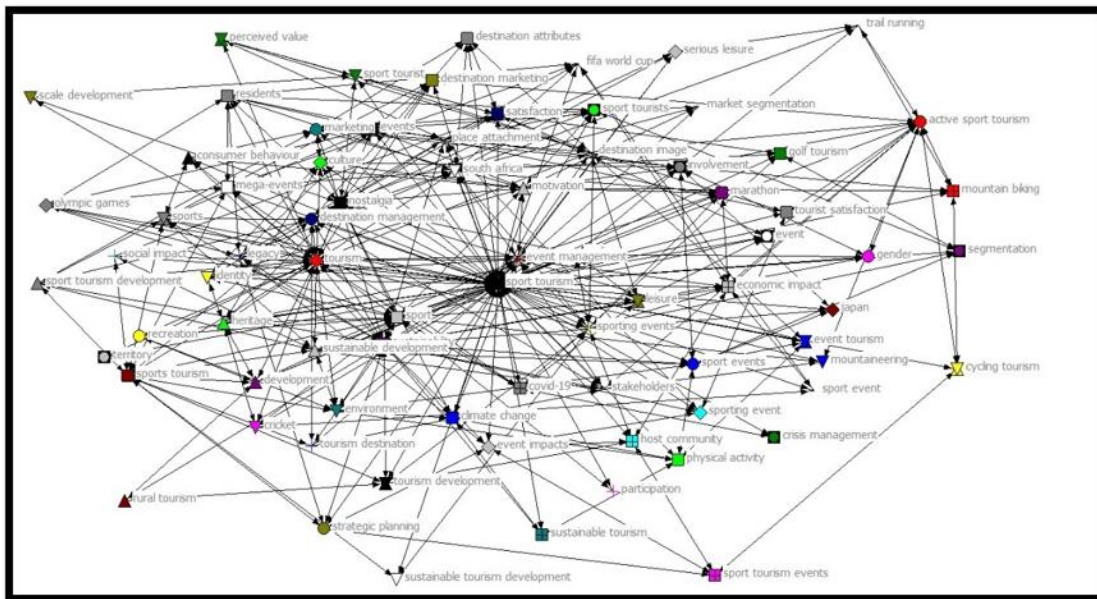 trail running
perceived value
destination attributes
serious leisure
fifa world cup
sport tourist
destination marketing
scale development
residents
satisfaction
sport tourists
market segmentation
active sport tourism
marketing
events
place attachment
destination image
golf tourism
consumer behaviour
culture
south africa
involvement
mega-events
motivation
marathon
mountain biking
nostalgia
olympic games
sports
destination management
tourist satisfaction
event
social impact
legacy
tourism
event management
gender
segmentation
identity
sport tourism
sport tourism development
economic impact
leisure
japan
heritage
sport
sporting events
recreation
event tourism
sustainable development
territory
sports tourism
sport events
mountaineering
cycling tourism
development
covid-19
stakeholders
sport event
environment
climate change
sporting event
cricket
tourism destination
event impacts
host community
crisis management
physical activity
tourism development
participation
rural tourism
strategic planning
sustainable tourism
sustainable tourism development
sport tourism events